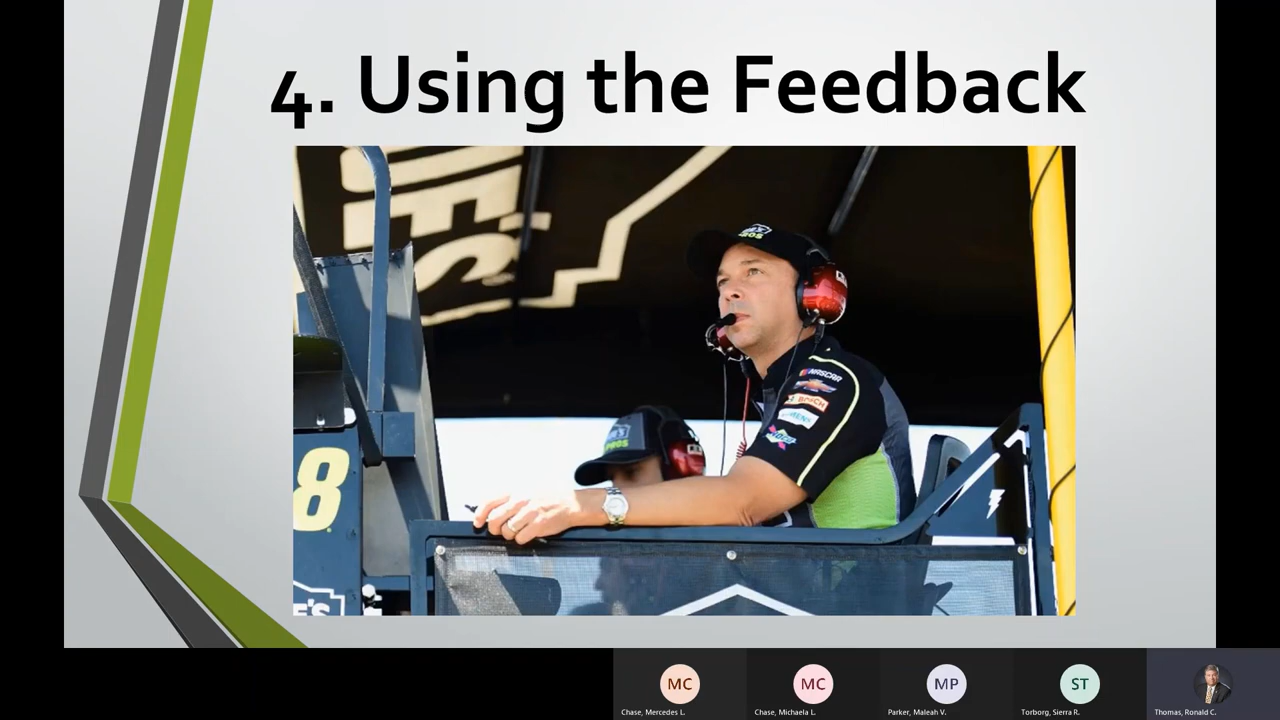 4. Using the Feedback
NASCAR
BOSCH
8
MC
MC
MP
ST
Chase, Mercedes L.
Chase, Michaela L.
Parker, Maleah V.
Torborg, Sierra R.
Thomas, Ronald C.